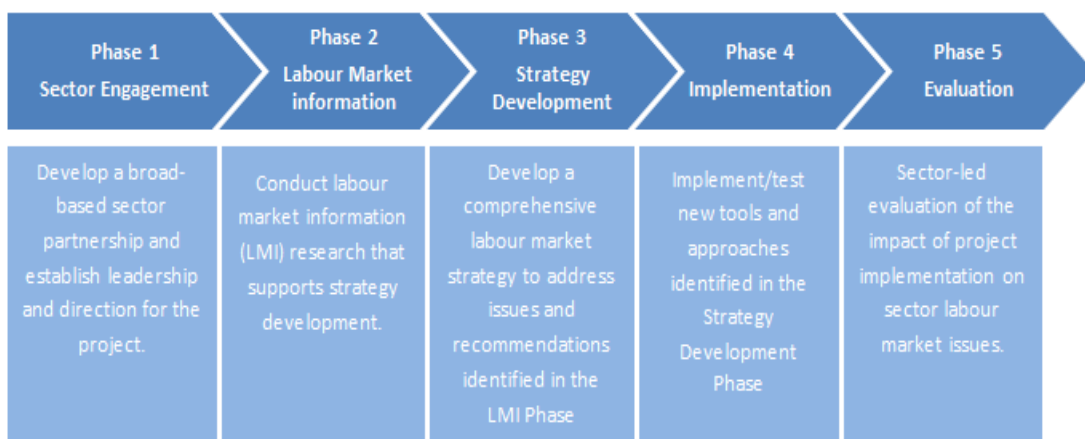 Phase 1
Sector Engagement
Phase 2
Labour Market
information
Phase 3
Strategy
Development
Phase 4
Implementation
Phase 5
Evaluation
Develop a broad-
based sector
partnership and
establish leadership
and direction for the
project.
Conduct labour
market information
(LMI) research that
supports strategy
development.
Develop a
comprehensive
labour market
strategy to address
issues and
recommendations
identified in the
LMI Phase
Implement/test
new tools and
approaches
identified in the
Strategy
Development
Phase
Sector-led
evaluation of the
impact of project
implementation on
sector labour
market issues.